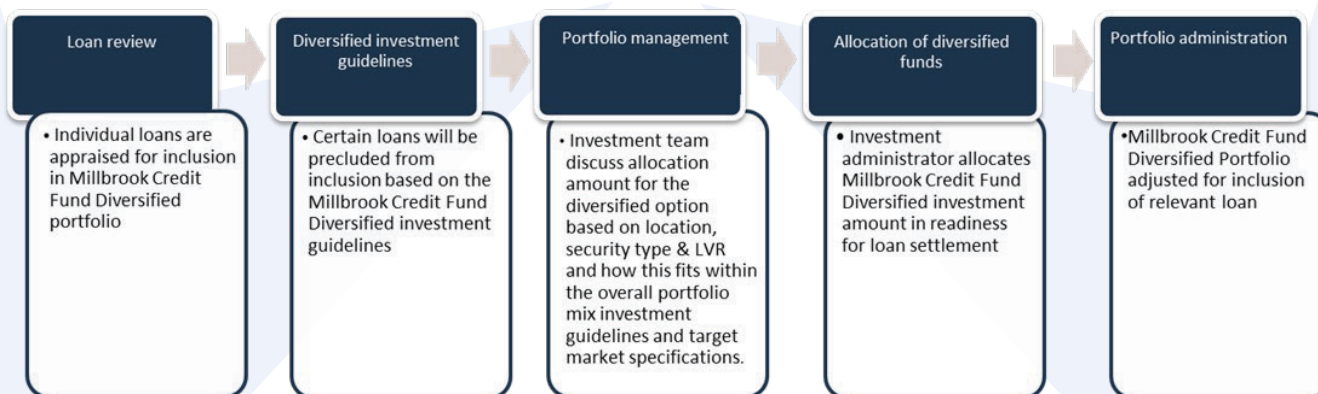 Loan review
• Individual loans are
appraised for inclusion
in Millbrook Credit
Fund Diversified
portfolio
Diversified investment
guidelines
• Certain loans will be
precluded from
inclusion based on the
Millbrook Credit Fund
Diversified investment
guidelines
Portfolio management
• Investment team
discuss allocation
amount for the
diversified option
based on location,
security type & LVR
and how this fits within
the overall portfolio
mix investment
guidelines and target
market specifications.
Allocation of diversified
funds
• Investment
administrator allocates
Millbrook Credit Fund
Diversified investment
amount in readiness
for loan settlement
Portfolio administration
•Millbrook Credit Fund
Diversified Portfolio
adjusted for inclusion
of relevant loan